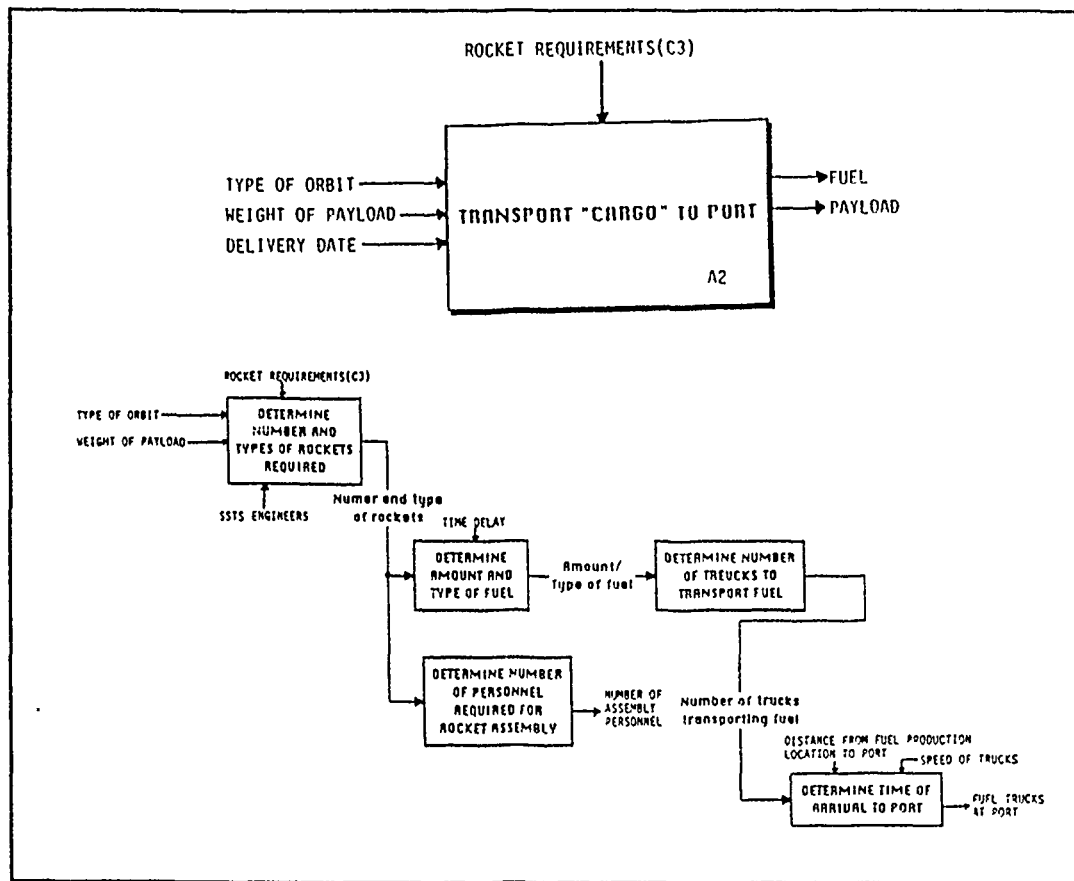 ROCKET REQUIREMENTS(C3)
TYPE OF ORBIT
WEIGHT OF PAYLOAD
DELIVERY DATE
TRANSPORT "CARGO" TO PORT
A2
FUEL
PAYLOAD
ROCKET REQUIREMENTS(C3)
TYPE OF ORBIT
WEIGHT OF PAYLOAD
DETERMINE
NUMBER AND
TYPES OF ROCKETS
REQUIRED
SSTS ENGINEERS
Numer end type
of rockets
TIME DELAY
DETERMINE
AMOUNT AND
TYPE OF FUEL
Amount/
Type of fuel
DETERMINE NUMBER
OF TREUCKS TO
TRANSPORT FUEL
DETERMINE NUMBER
OF PERSONNEL
REQUIRED FOR
ROCKET ASSEMBLY
NUMBER OF
ASSEMBLY
PERSONNEL
Number of trucks
transporting fuel
DISTANCE FROM FUEL PRODUCTION
LOCATION TO PORT
SPEED OF TRUCKS
DETERMINE TIME OF
ARRIVAL TO PORT
FUEL TRUCKS
AT PORT